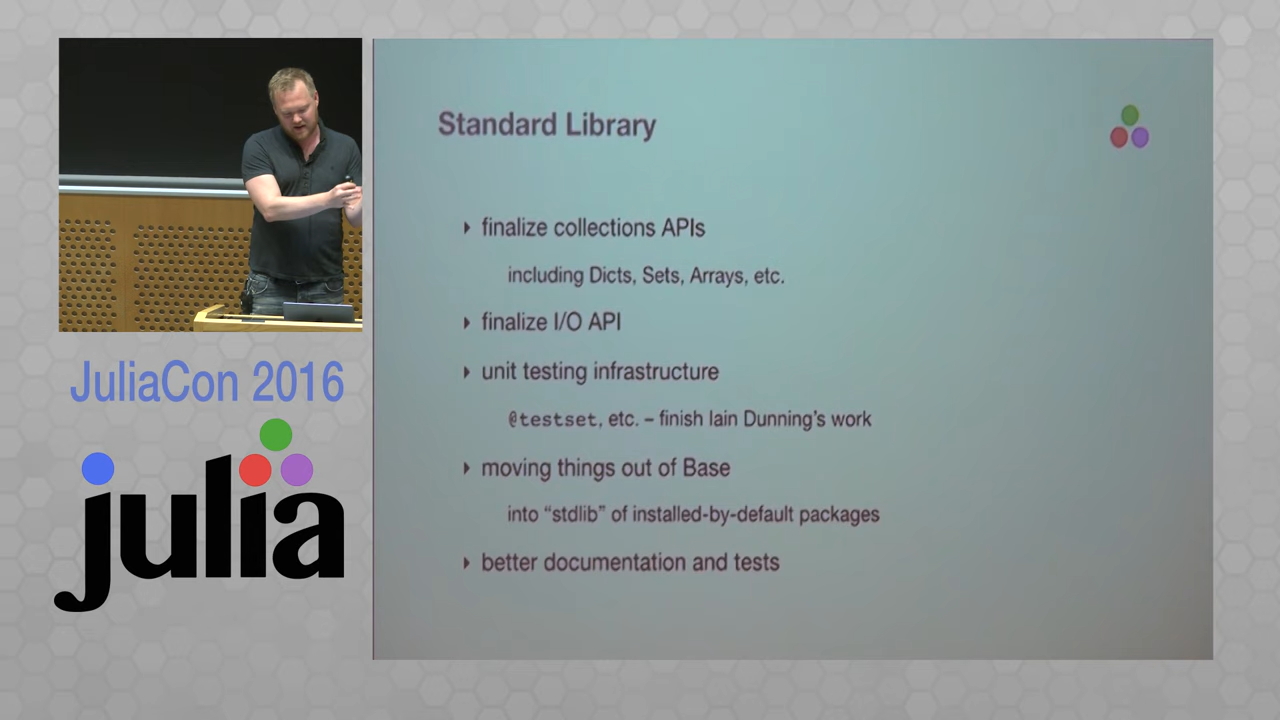 Standard Library
finalize collections APIs
including Dicts, Sets, Arrays, etc.
finalize I/O API
unit testing infrastructure
@testset, etc. – finish Iain Dunning's work
moving things out of Base
into “stdlib” of installed-by-default packages
better documentation and tests
JuliaCon 2016
julia